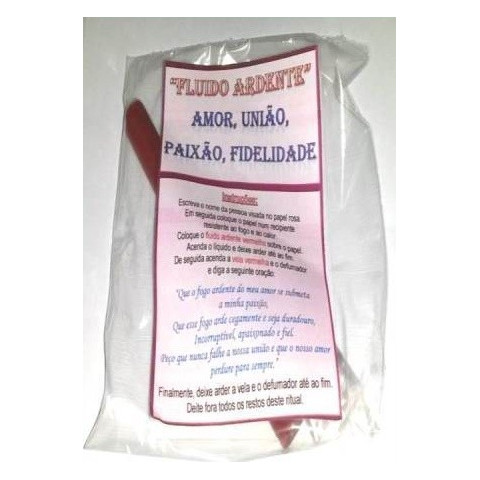 "FLUIDO ARDENTE"
AMOR, UNIÃO,
PAIXÃO, FIDELIDADE
Instruções:
Escreve o nome da pessoa visada no papel rosa
Em seguida coloque o papel num recipiente
resistente ao fogo e ao calor.
Coloque o fluido ardente vermelho sobre o papel.
Acenda o líquido e deixe arder até ao fim.
De seguida acenda a vela vermelha e o defumador
e diga a seguinte oração:
"Que o fogo ardente do meu amor se submeta
a minha paixão,
Que esse fogo arde cegamente e seja duradouro,
Incorruptível, apaixonado e fiel.
Peço que nunca falhe a nossa união e que o nosso amor
perdure para sempre."
Finalmente, deixe arder a vela e o defumador até ao fim.
Deite fora todos os restos deste ritual.